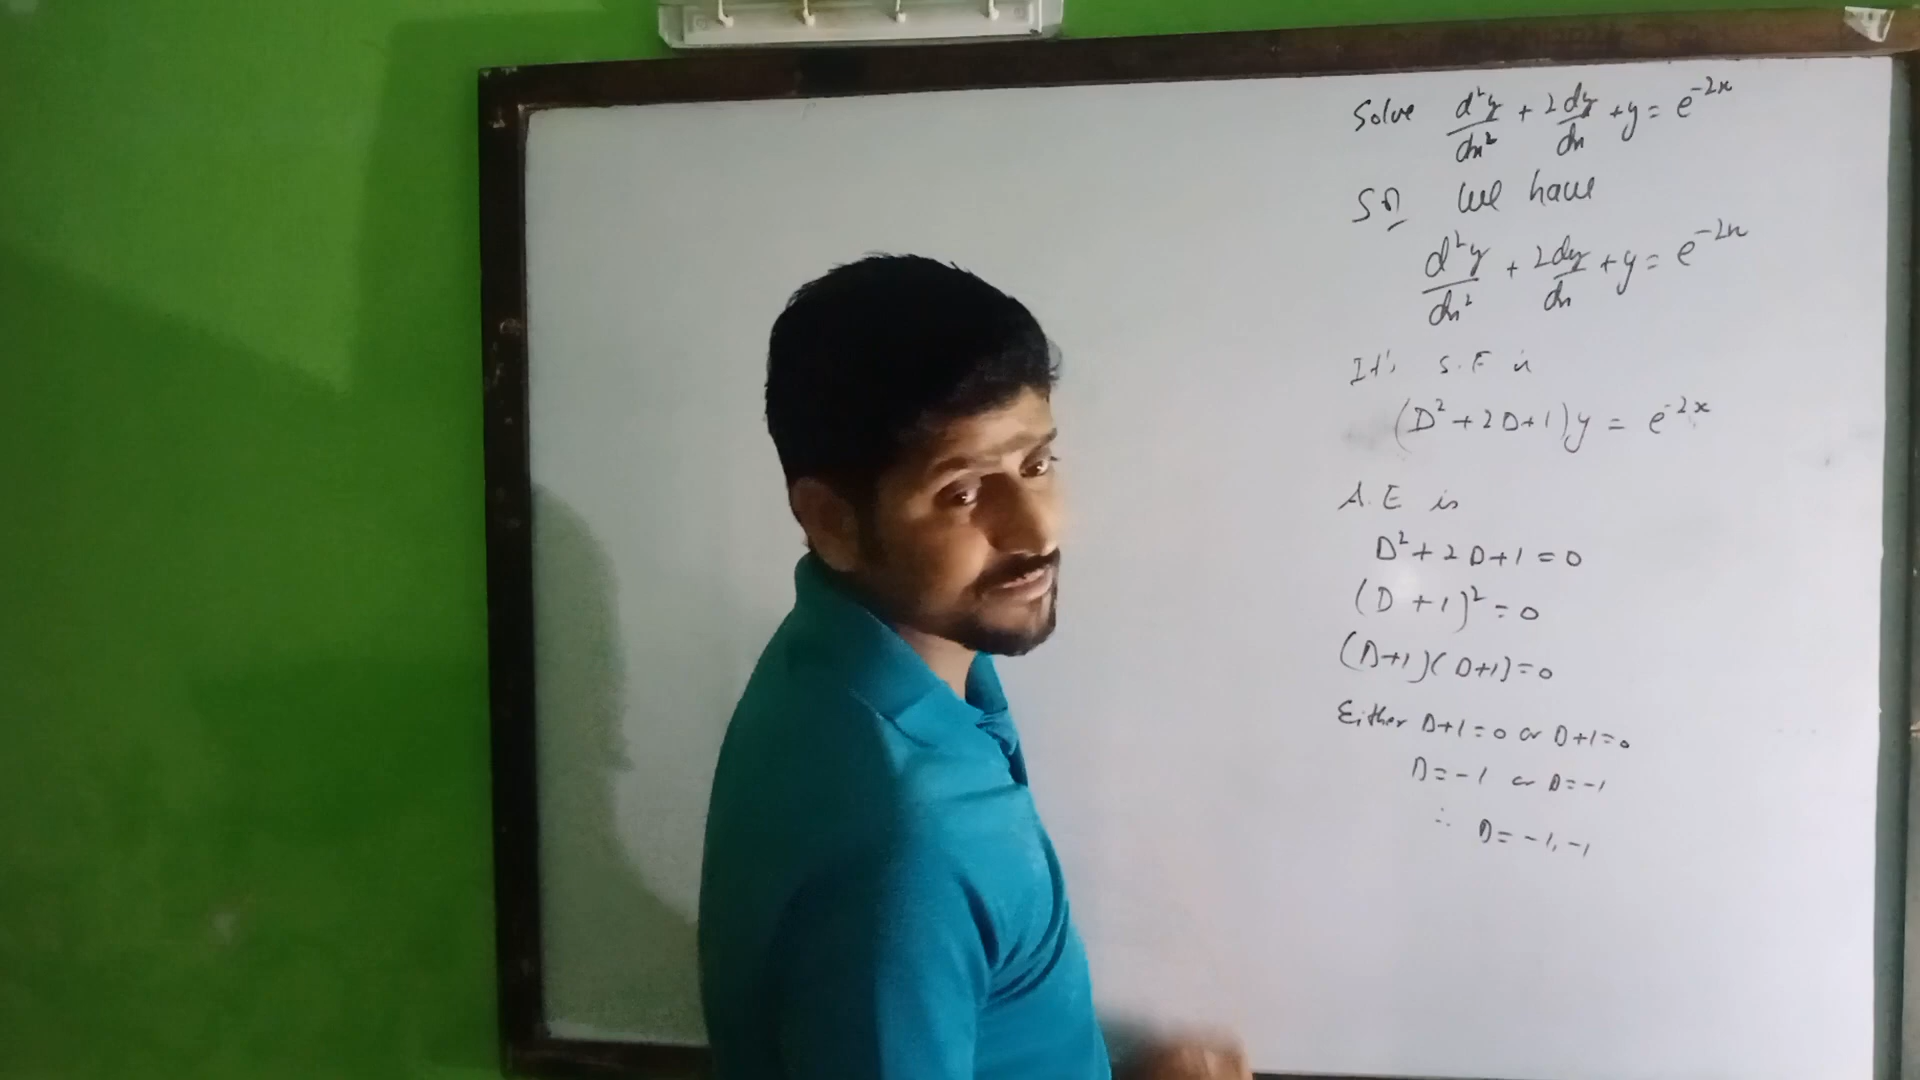 Solve d²y/dx² + 2dy/dx + y = e^-2x
Sol We have
d²y/dx² + 2dy/dx + y = e^-2x
It's S.F is
(D² + 2D + 1)y = e^-2x
A.E is
D² + 2D + 1 = 0
(D + 1)² = 0
(D+1)(D+1) = 0
Either D+1 = 0 or D+1 = 0
D = -1 or D = -1
∴ D = -1, -1